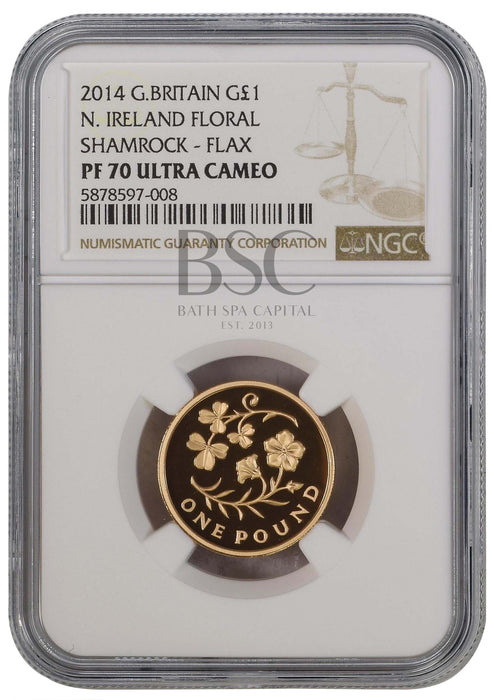 2014 G.BRITAIN G£1
N. IRELAND FLORAL
SHAMROCK - FLAX
PF 70 ULTRA CAMEO
5878597-008
NUMISMATIC GUARANTY CORPORATION
NGC
BSC
BATH SPA CAPITAL
EST. 2013
ONE POUND